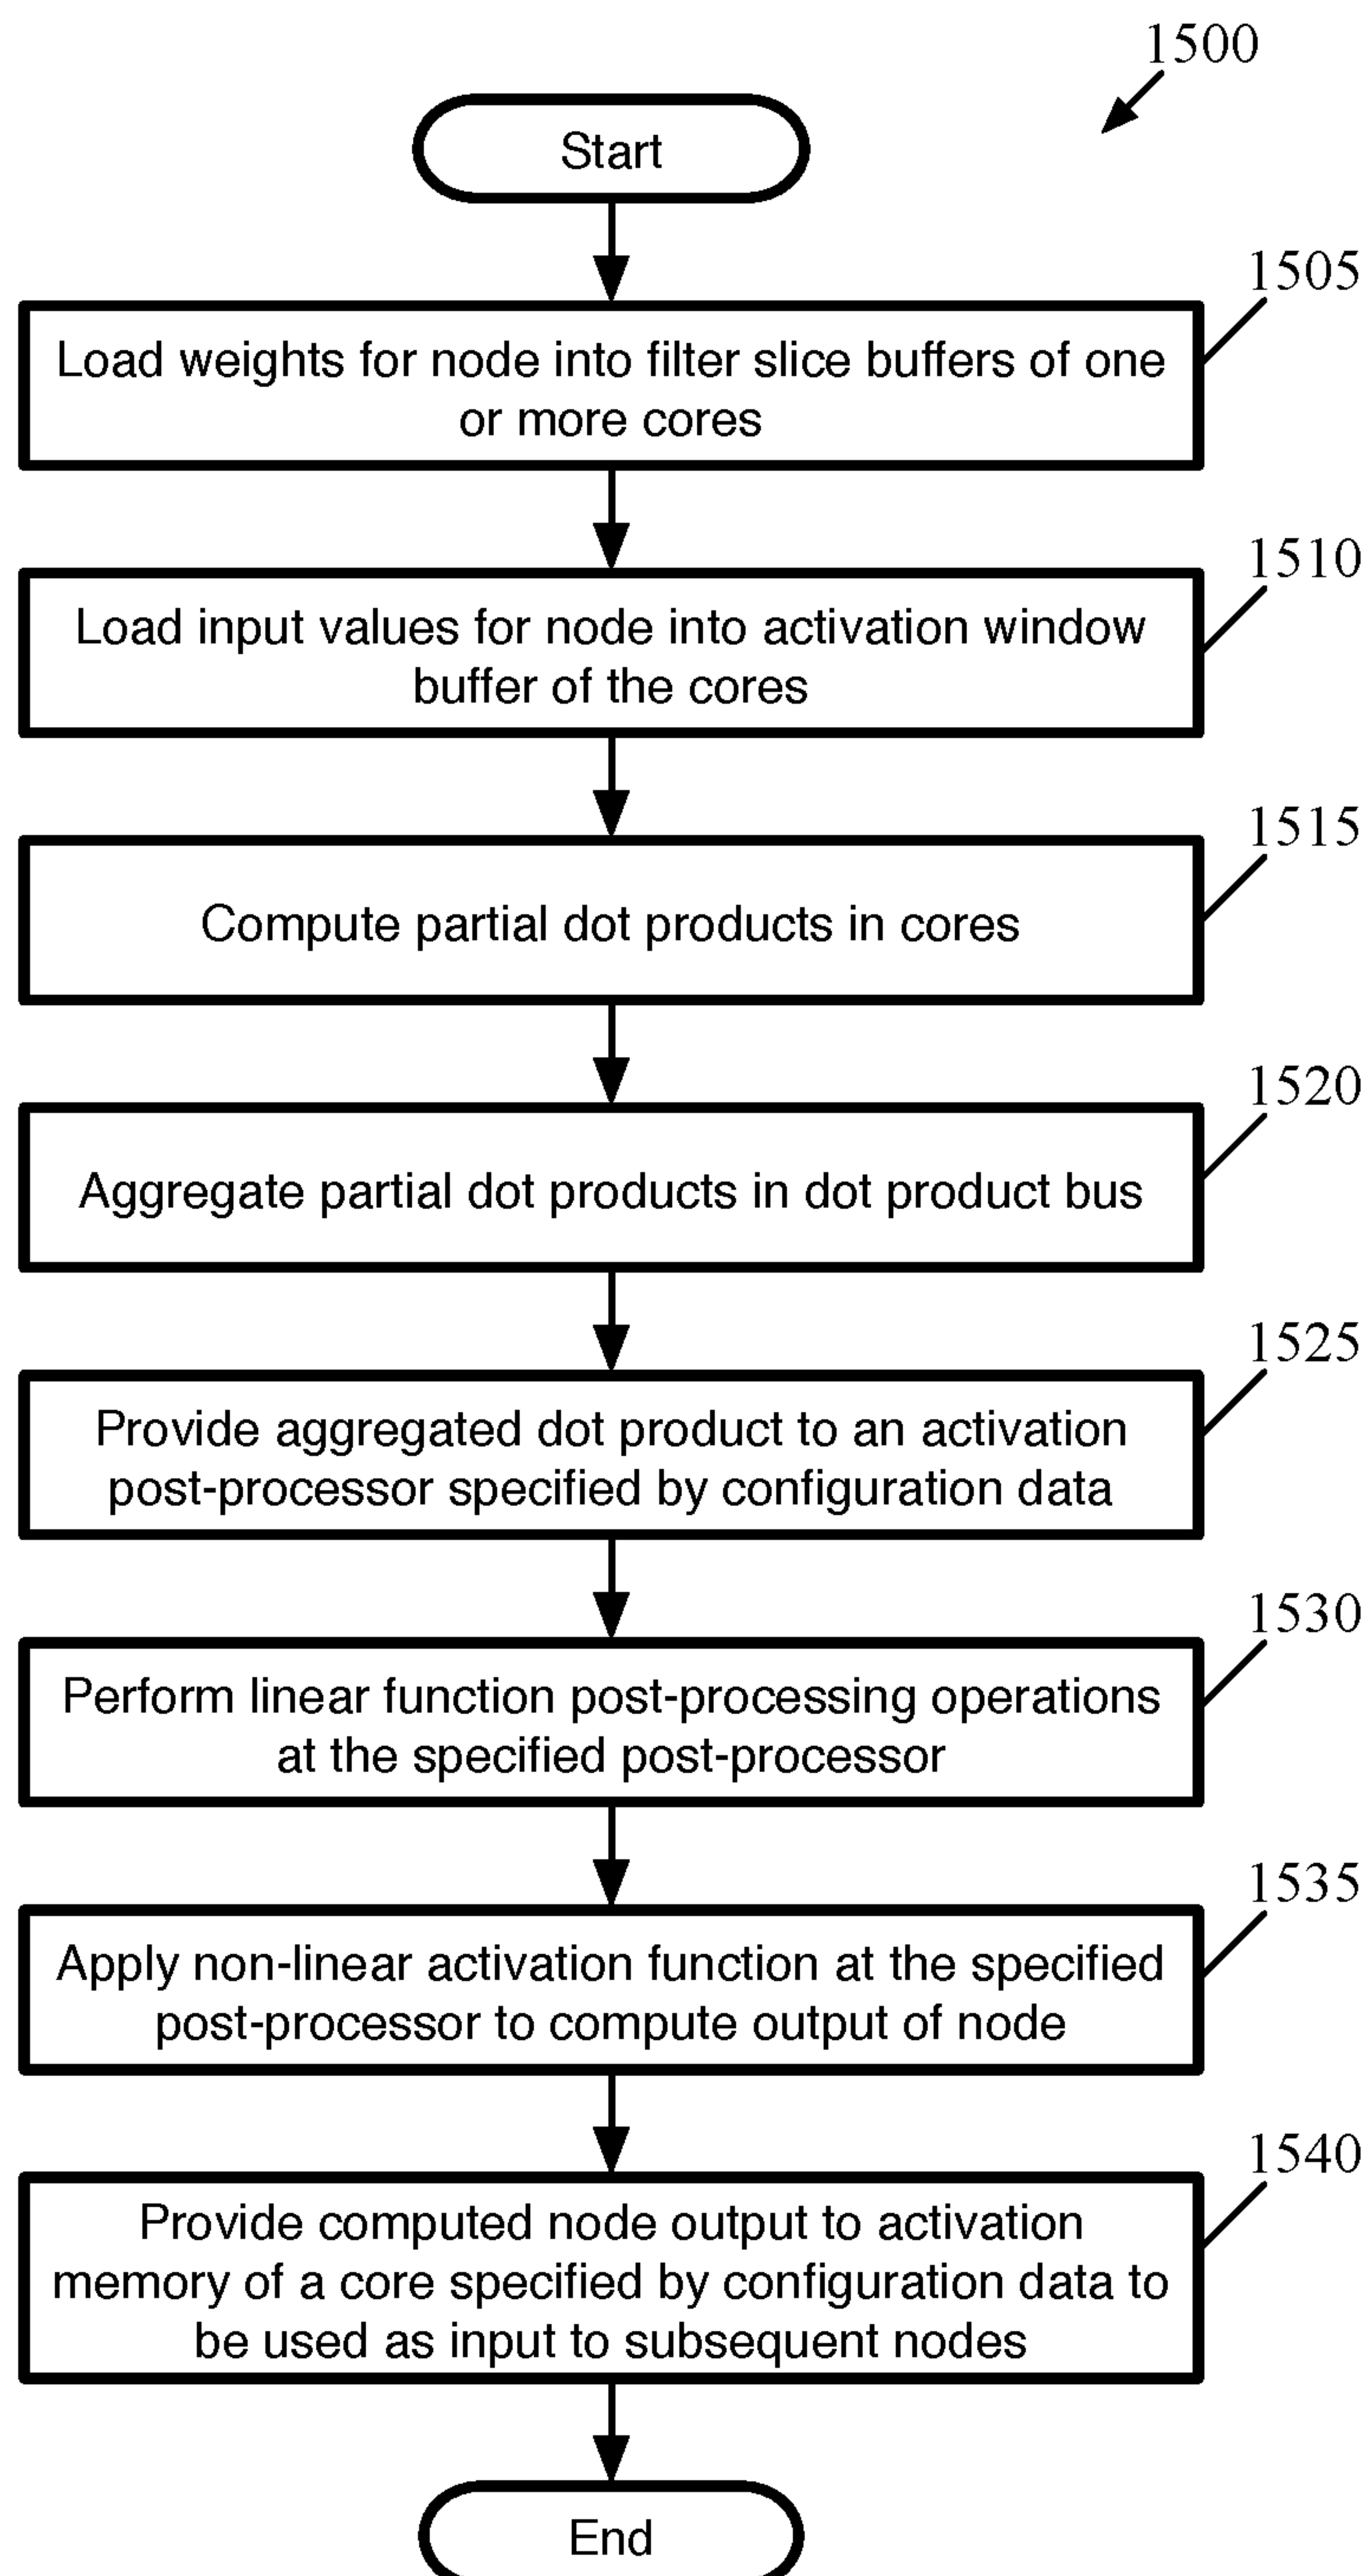 1500
Start
1505
Load weights for node into filter slice buffers of one
or more cores
1510
Load input values for node into activation window
buffer of the cores
1515
Compute partial dot products in cores
1520
Aggregate partial dot products in dot product bus
1525
Provide aggregated dot product to an activation
post-processor specified by configuration data
1530
Perform linear function post-processing operations
at the specified post-processor
1535
Apply non-linear activation function at the specified
post-processor to compute output of node
1540
Provide computed node output to activation
memory of a core specified by configuration data to
be used as input to subsequent nodes
End